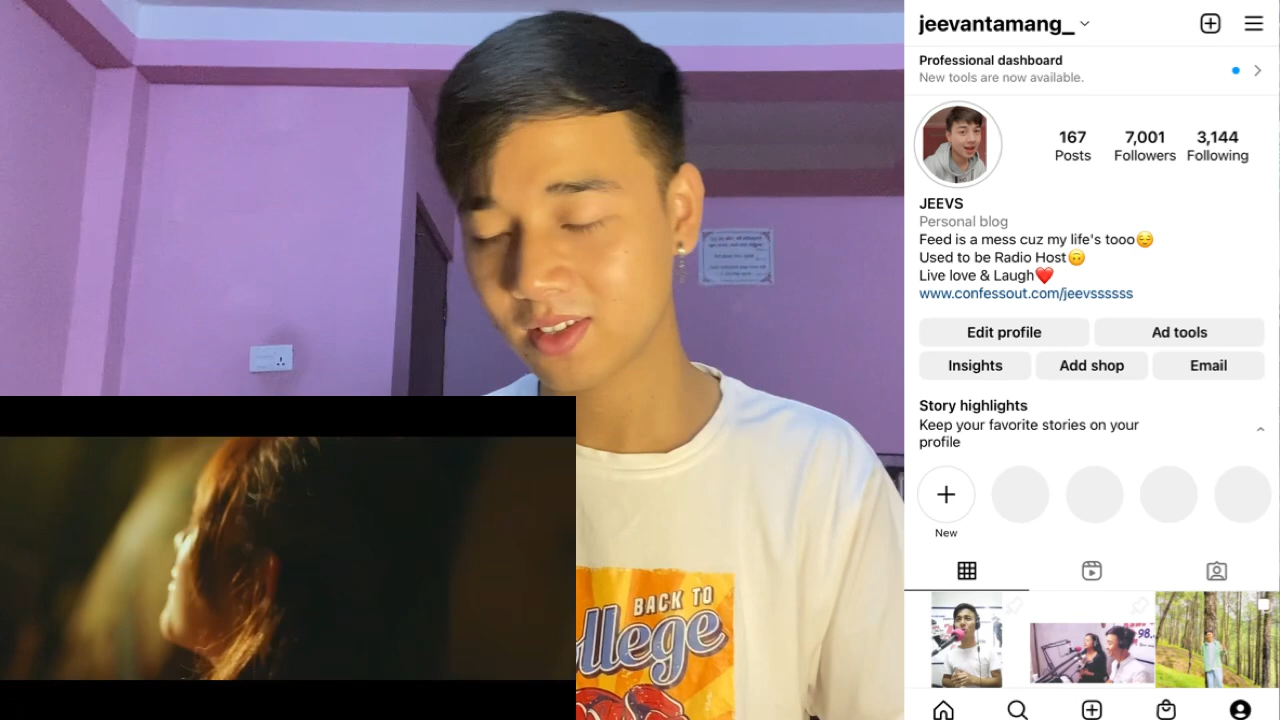 jeevantamang_
Professional dashboard
New tools are now available.
167
7,001
3,144
Posts
Followers
Following
JEEVS
Personal blog
Feed is a mess cuz my life's tooo😌
Used to be Radio Host🙃
Live love & Laugh❤️
www.confessout.com/jeevssssss
Edit profile
Ad tools
Insights
Add shop
Email
Story highlights
Keep your favorite stories on your
profile
New
98.
BACK TO
llege